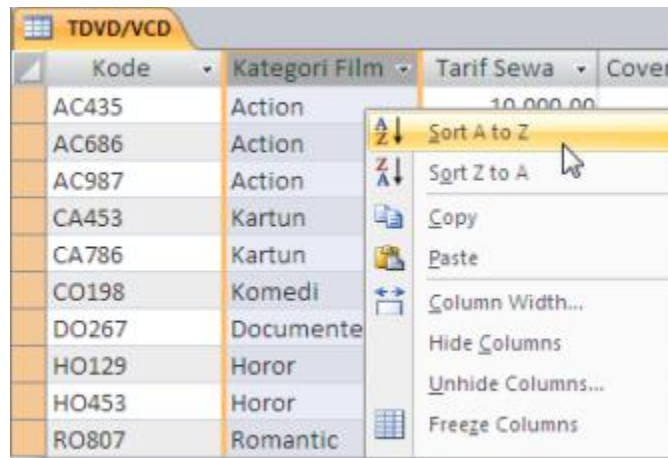 TDVD/VCD
Kode Kategori Film Tarif Sewa Cover
AC435 Action 10.000,00
AC686 Action
AC987 Action
CA453 Kartun
CA786 Kartun
CO198 Komedi
DO267 Documente
HO129 Horor
HO453 Horor
RO807 Romantic
Sort A to Z
Sort Z to A
Copy
Paste
Column Width...
Hide Columns
Unhide Columns...
Freeze Columns